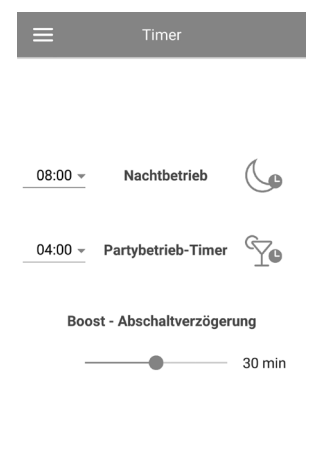 Timer
08:00 Nachtbetrieb
04:00 Partybetrieb-Timer
Boost - Abschaltverzögerung
30 min